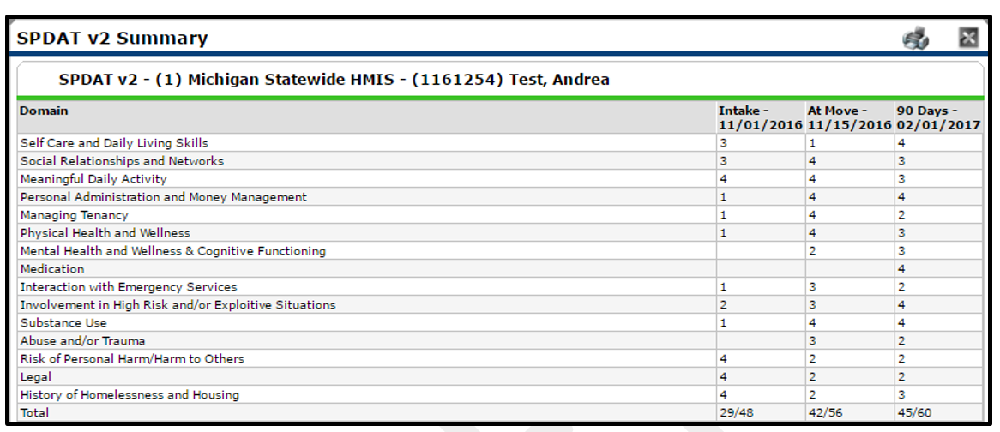 SPDAT v2 Summary
SPDAT v2 - (1) Michigan Statewide HMIS - (1161254) Test, Andrea
Domain Intake - At Move - 90 Days -
11/01/2016 11/15/2016 02/01/2017
Self Care and Daily Living Skills 3 1 4
Social Relationships and Networks 3 4 3
Meaningful Daily Activity 4 4 3
Personal Administration and Money Management 1 4 4
Managing Tenancy 1 4 2
Physical Health and Wellness 1 4 3
Mental Health and Wellness & Cognitive Functioning 2 3
Medication 4
Interaction with Emergency Services 1 3 2
Involvement in High Risk and/or Exploitive Situations 2 3 4
Substance Use 1 4 4
Abuse and/or Trauma 3 2
Risk of Personal Harm/Harm to Others 4 2 2
Legal 4 2 2
History of Homelessness and Housing 4 2 3
Total 29/48 42/56 45/60